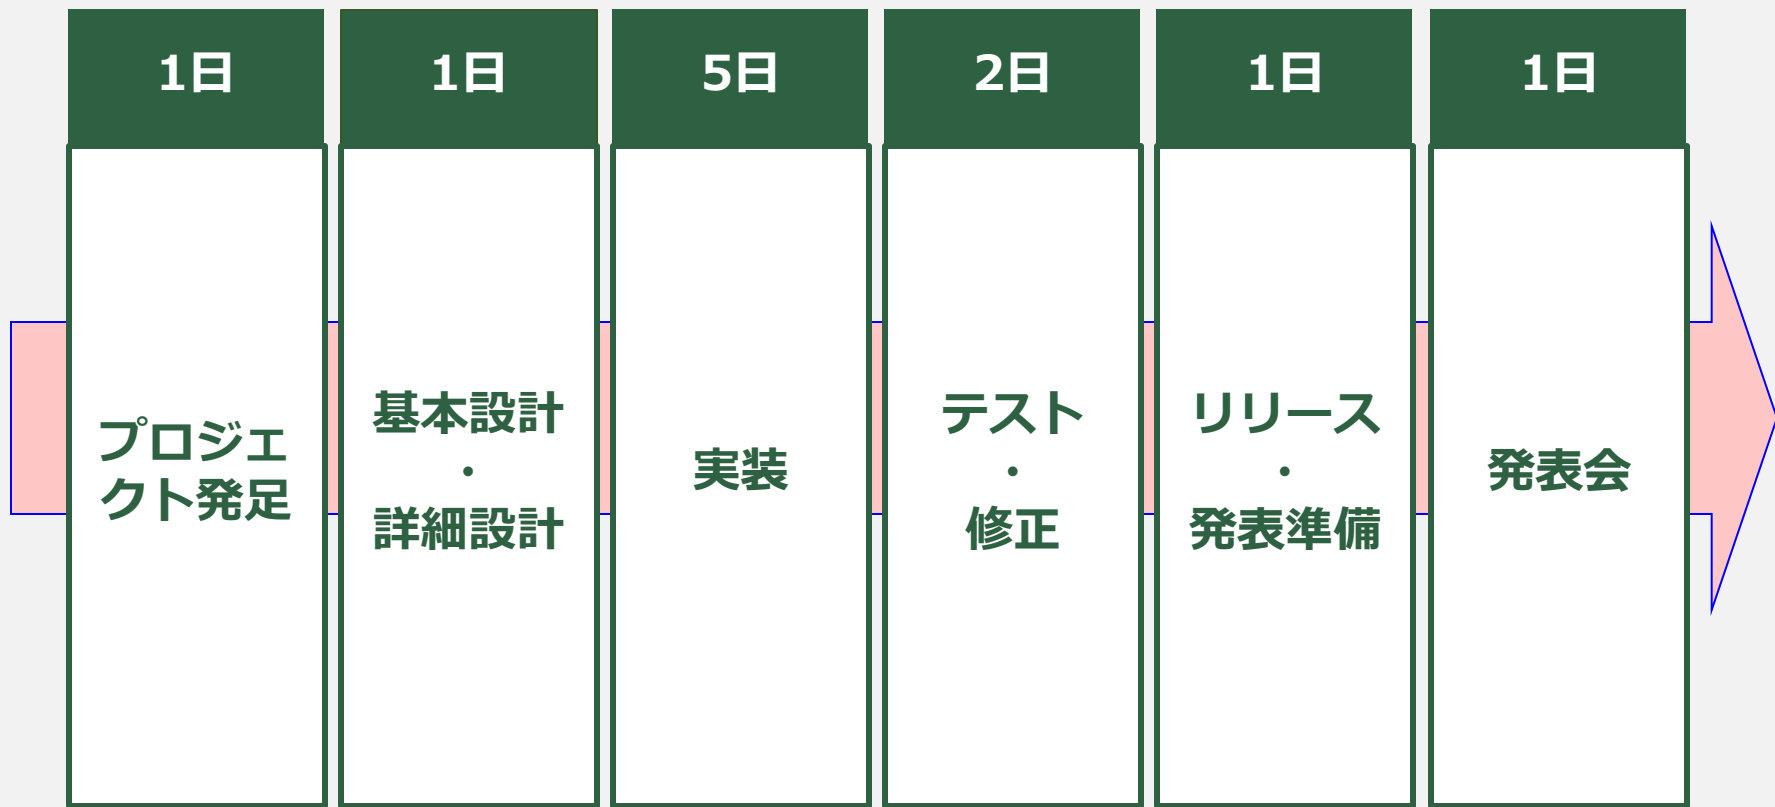 1日
プロジェ
クト発足
1日
基本設計
・
詳細設計
5日
実装
2日
テスト
・
修正
1日
リリース
・
発表準備
1日
発表会